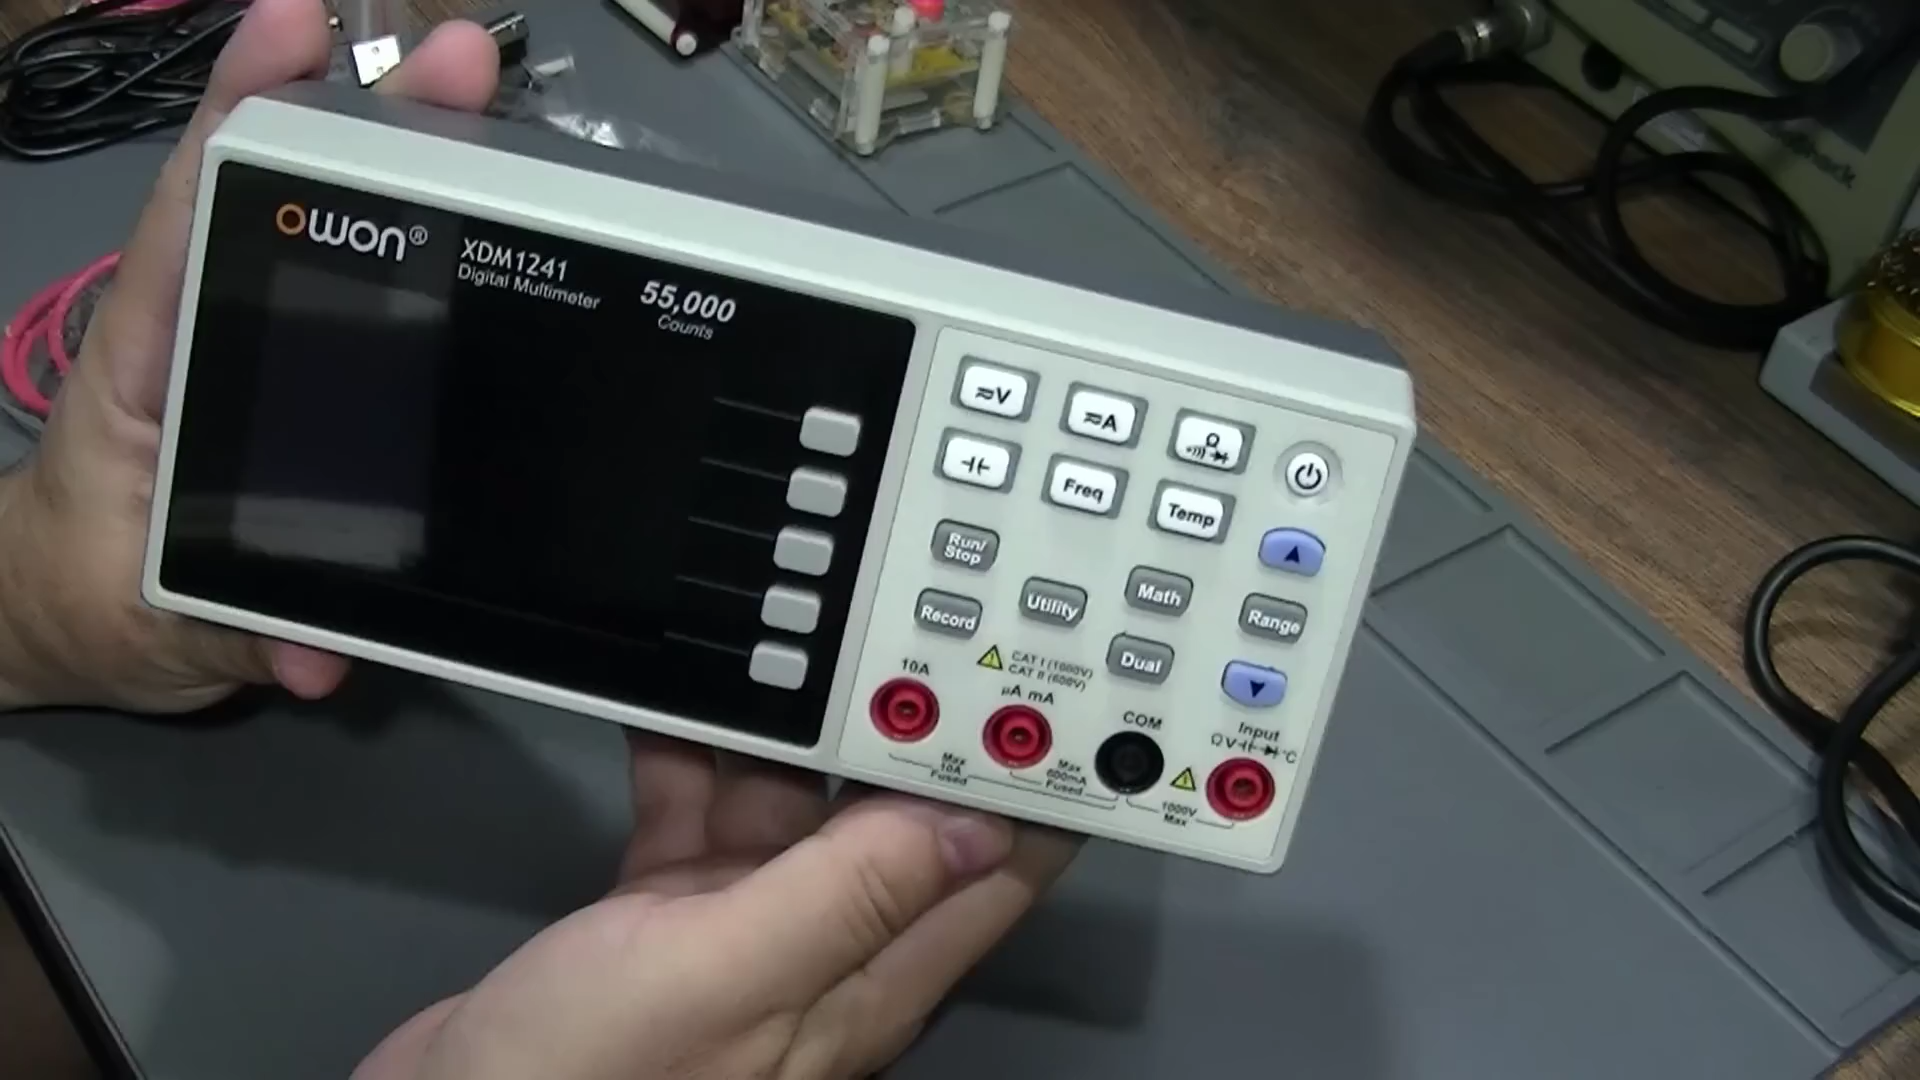 OWON®
XDM1241
Digital Multimeter
55,000
Counts
≂V
≂A
Ω
Freq
Temp
Run/
Stop
Record
Utility
Math
Dual
Range
CAT I (1000V)
CAT II (600V)
10A
µA mA
COM
Input
ΩV °C
Max
10A
Fused
Max
600mA
Fused
1000V
Max